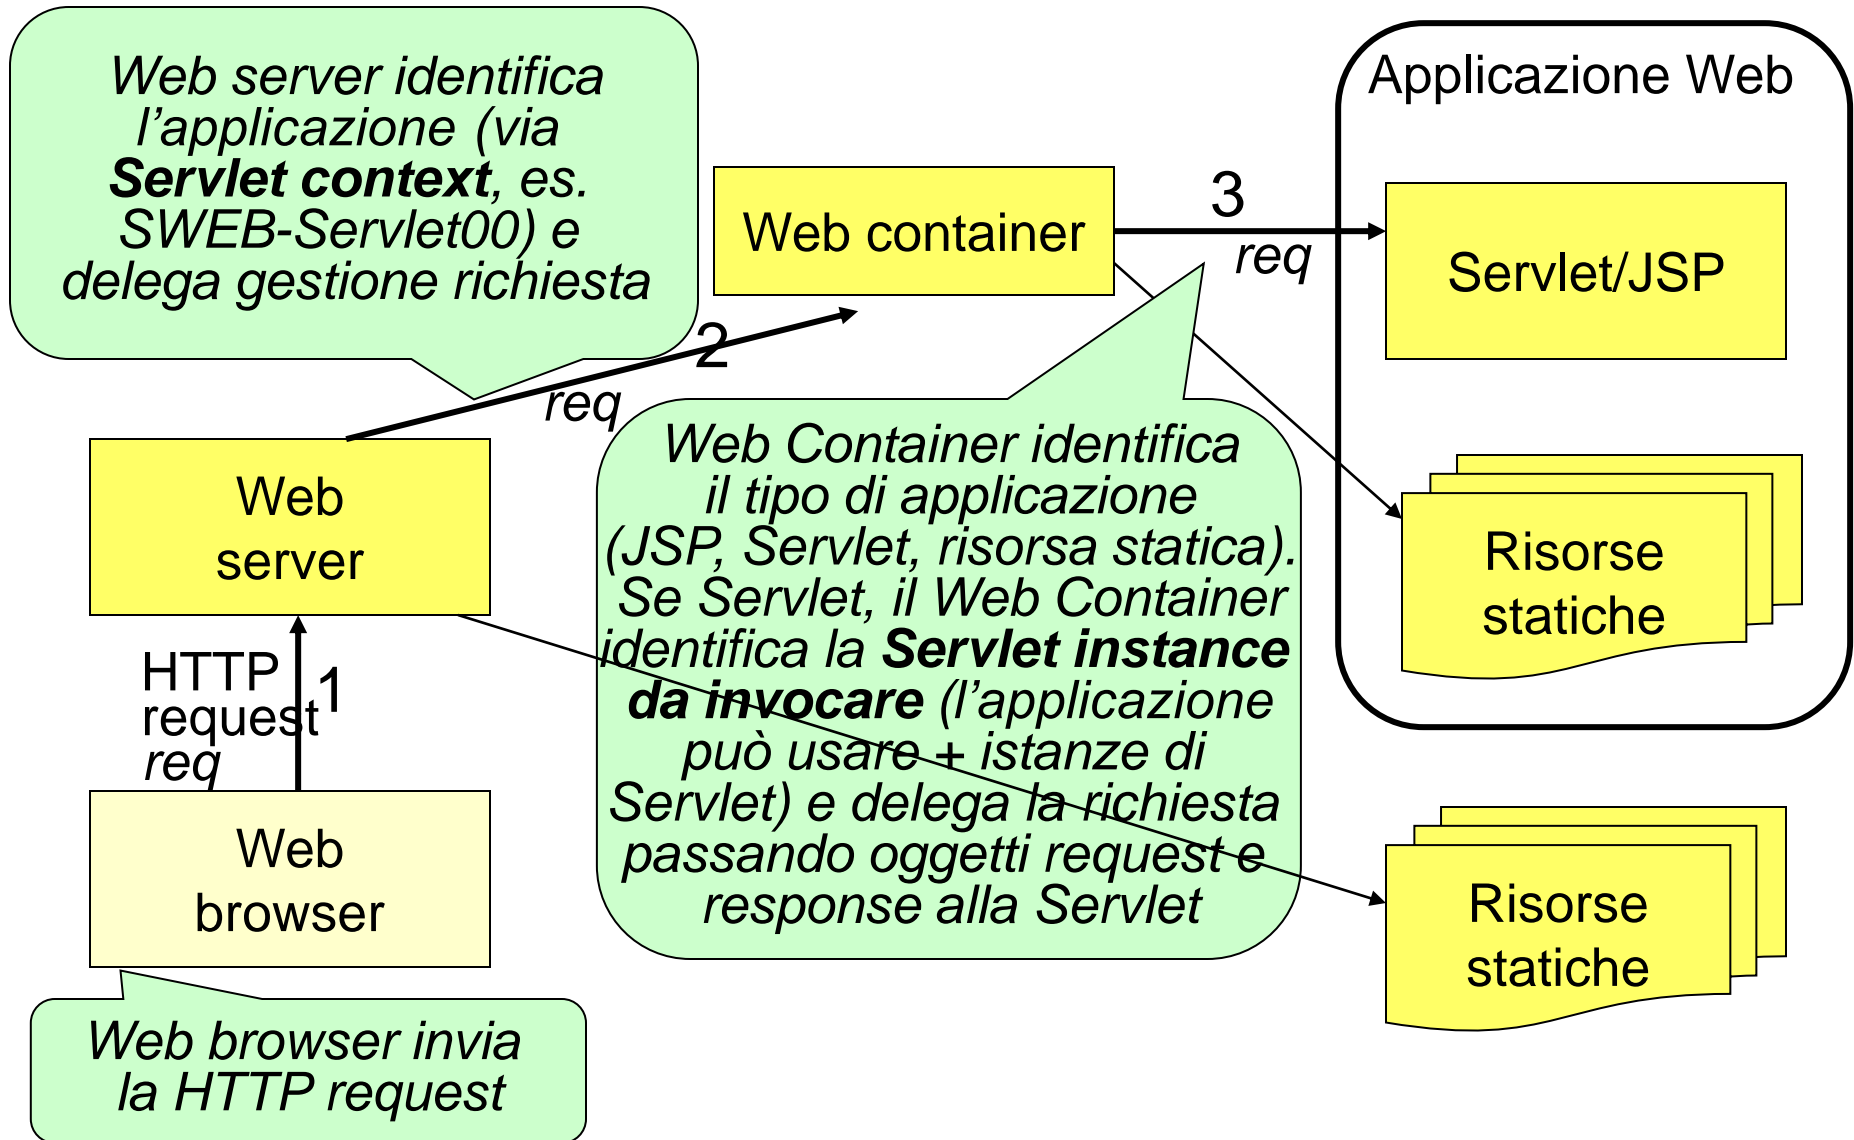 Web server identifica
l’applicazione (via
Servlet context, es.
SWEB-Servlet00) e
delega gestione richiesta
Applicazione Web
Web container
3
req
Servlet/JSP
2
req
Web
server
Web Container identifica
il tipo di applicazione
(JSP, Servlet, risorsa statica).
Se Servlet, il Web Container
identifica la Servlet instance
da invocare (l’applicazione
può usare + istanze di
Servlet) e delega la richiesta
passando oggetti request e
response alla Servlet
Risorse
statiche
HTTP
request
req
1
Web
browser
Risorse
statiche
Web browser invia
la HTTP request